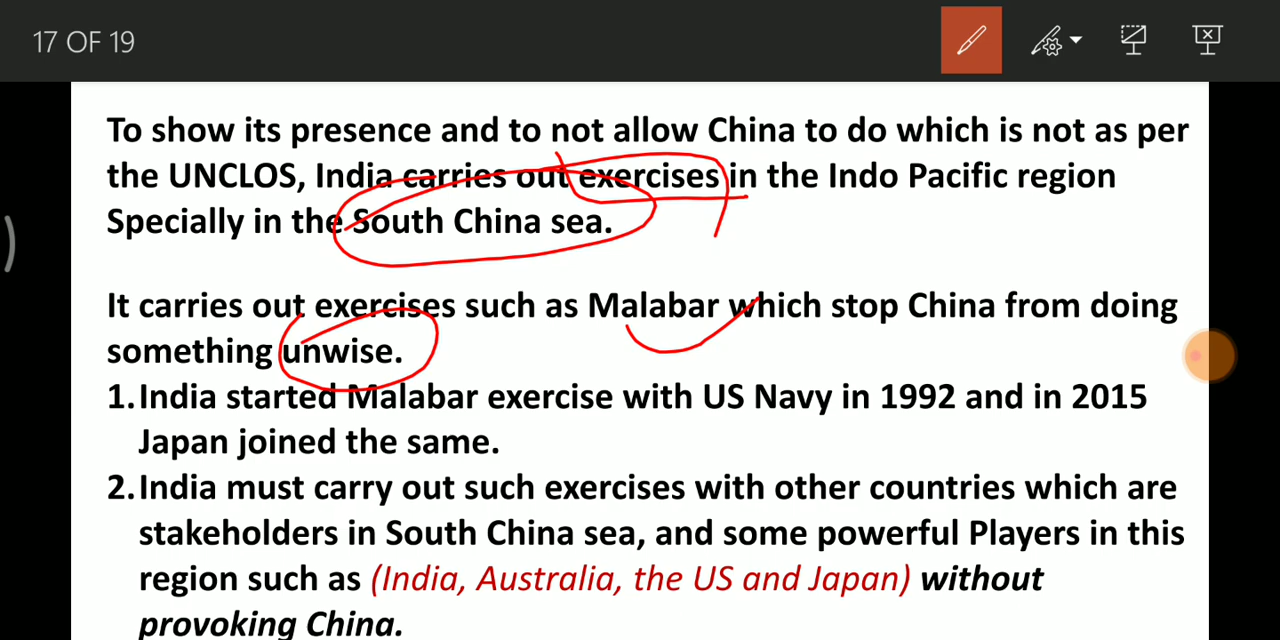 17 OF 19
To show its presence and to not allow China to do which is not as per
the UNCLOS, India carries out exercises in the Indo Pacific region
Specially in the South China sea.
It carries out exercises such as Malabar which stop China from doing
something unwise.
1. India started Malabar exercise with US Navy in 1992 and in 2015
Japan joined the same.
2. India must carry out such exercises with other countries which are
stakeholders in South China sea, and some powerful Players in this
region such as (India, Australia, the US and Japan) without
provoking China.